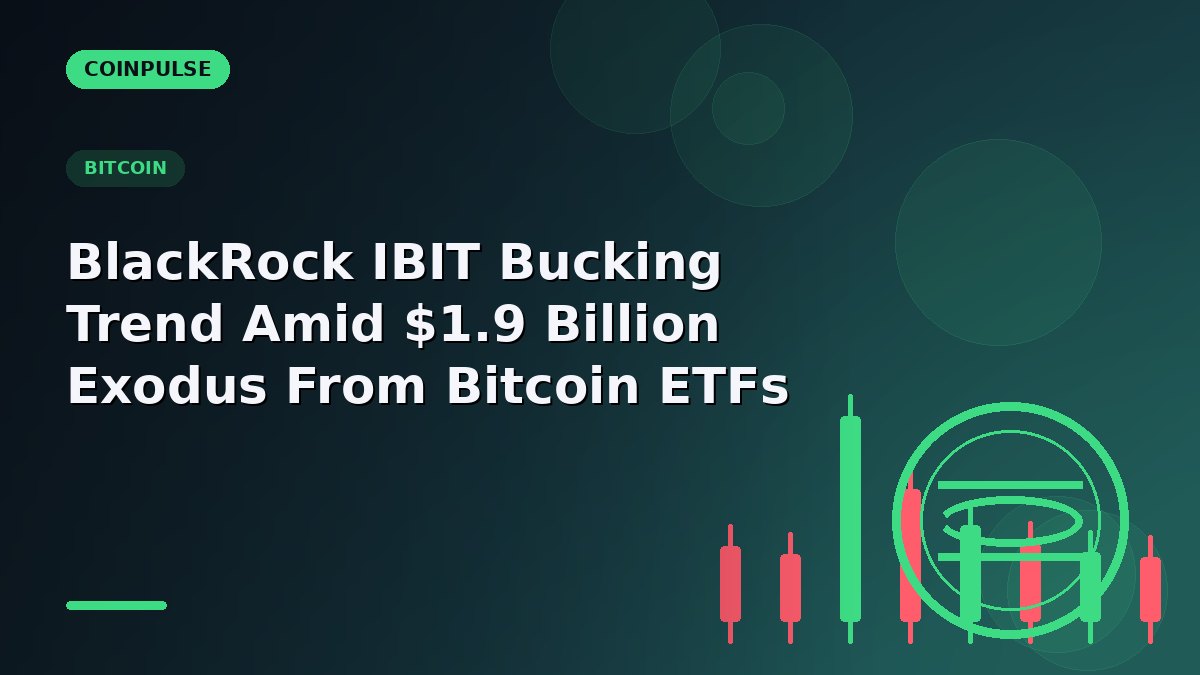 COINPULSE
BITCOIN
BlackRock IBIT Bucking
Trend Amid $1.9 Billion
Exodus From Bitcoin ETFs